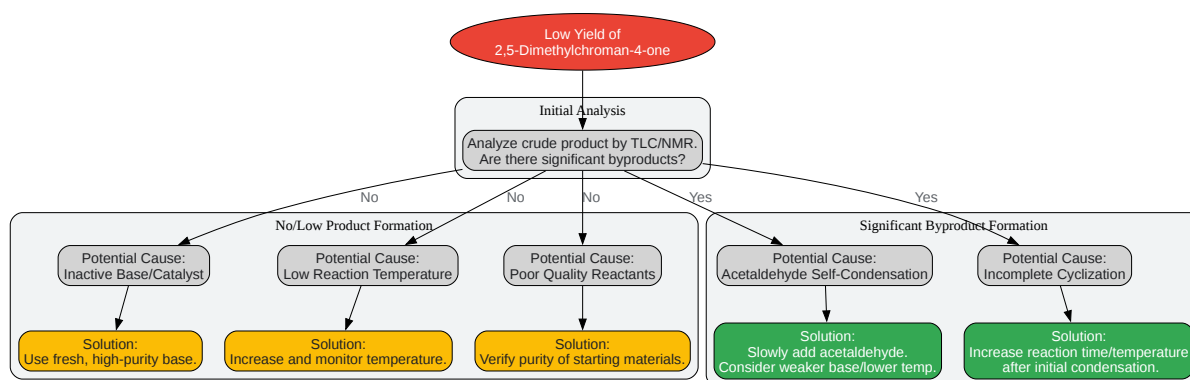 Low Yield of
2,5-Dimethylchroman-4-one
Initial Analysis
Analyze crude product by TLC/NMR.
Are there significant byproducts?
No
No
No
Yes
Yes
No/Low Product Formation
Significant Byproduct Formation
Potential Cause:
Inactive Base/Catalyst
Potential Cause:
Low Reaction Temperature
Potential Cause:
Poor Quality Reactants
Potential Cause:
Acetaldehyde Self-Condensation
Potential Cause:
Incomplete Cyclization
Solution:
Use fresh, high-purity base.
Solution:
Increase and monitor temperature.
Solution:
Verify purity of starting materials.
Solution:
Slowly add acetaldehyde.
Consider weaker base/lower temp.
Solution:
Increase reaction time/temperature
after initial condensation.